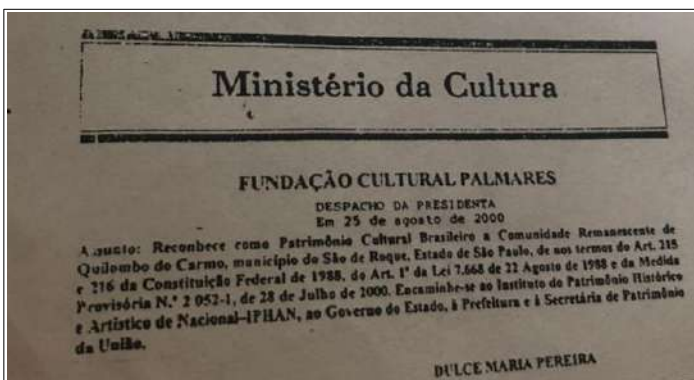 Ministério da Cultura
FUNDAÇÃO CULTURAL PALMARES
DESPACHO DA PRESIDENTA
Em 25 de agosto de 2000
Assunto: Reconhece como Patrimônio Cultural Brasileiro a Comunidade Remanescente de
Quilombo do Carmo, município do São de Roque, Estado de São Paulo, de nos termos do Art. 215
e 216 da Constituição Federal de 1988, do Art. 1º da Lei 7.668 de 22 Agosto de 1988 e da Medida
Provisória N.º 2 052-1, de 28 de Julho de 2000. Encaminhe-se ao Instituto do Patrimônio Histórico
e Artístico de Nacional-IPHAN, ao Governo do Estado, à Prefeitura e à Secretária de Patrimônio
da União.
DULCE MARIA PEREIRA